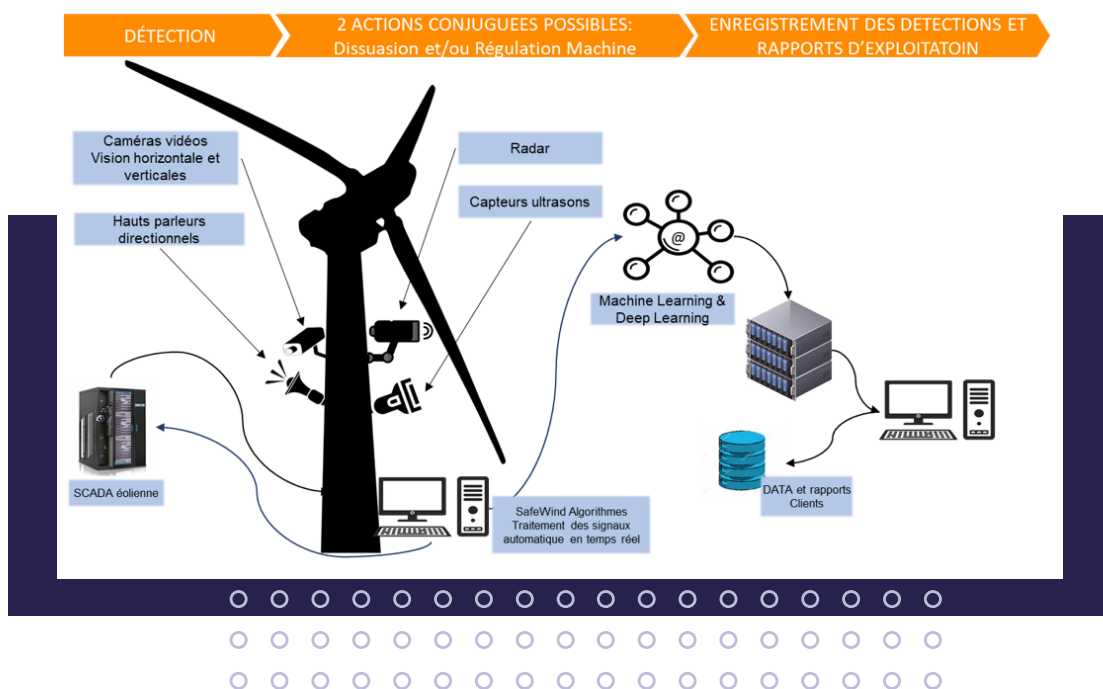 DÉTECTION
2 ACTIONS CONJUGUEES POSSIBLES:
Dissuasion et/ou Régulation Machine
ENREGISTREMENT DES DETECTIONS ET
RAPPORTS D'EXPLOITATOIN
Caméras vidéos
Vision horizontale et
verticales
Radar
Capteurs ultrasons
Hauts parleurs
directionnels
@
Machine Learning &
Deep Learning
SCADA éolienne
SafeWind Algorithmes
Traitement des signaux
automatique en temps réel
DATA et rapports
Clients